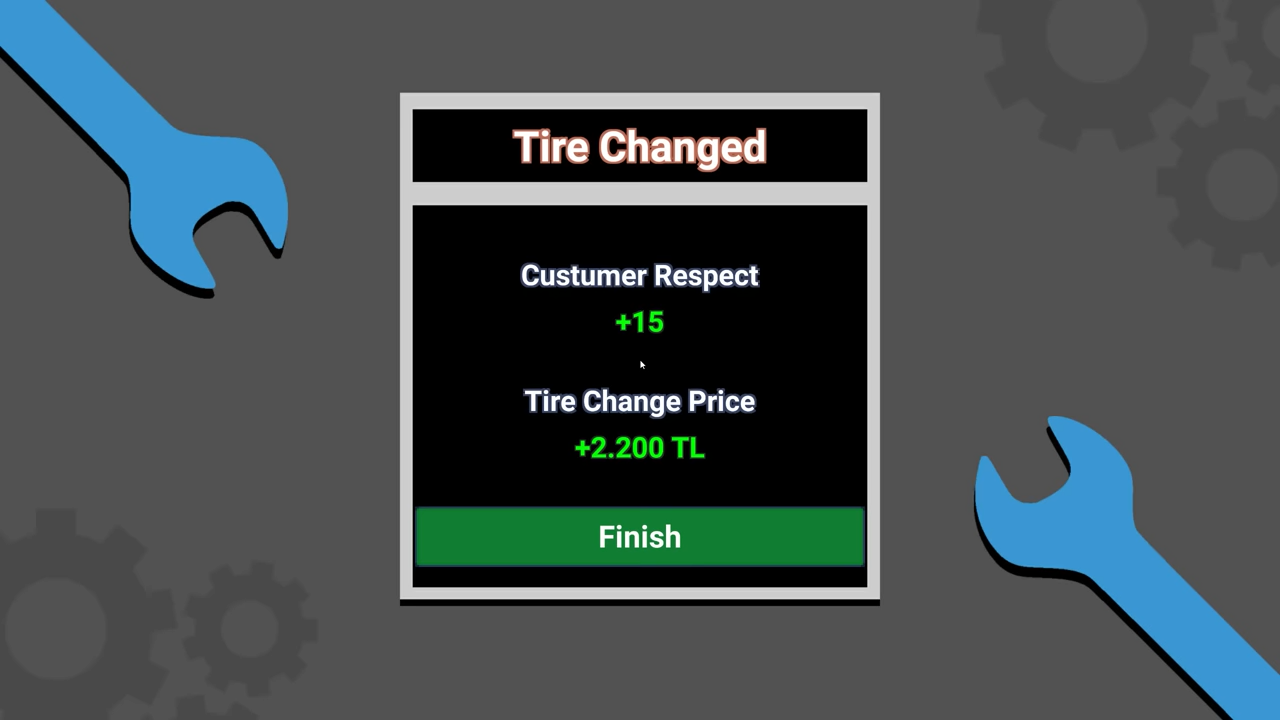 Tire Changed
Custumer Respect
+15
Tire Change Price
+2.200 TL
Finish